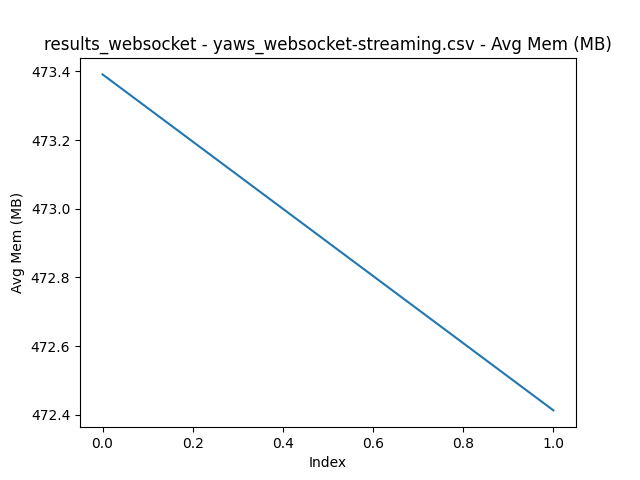 results_websocket - yaws_websocket-streaming.csv - Avg Mem (MB)
473.4
473.2
473.0
472.8
472.6
472.4
Avg Mem (MB)
0.0 0.2 0.4 0.6 0.8 1.0
Index